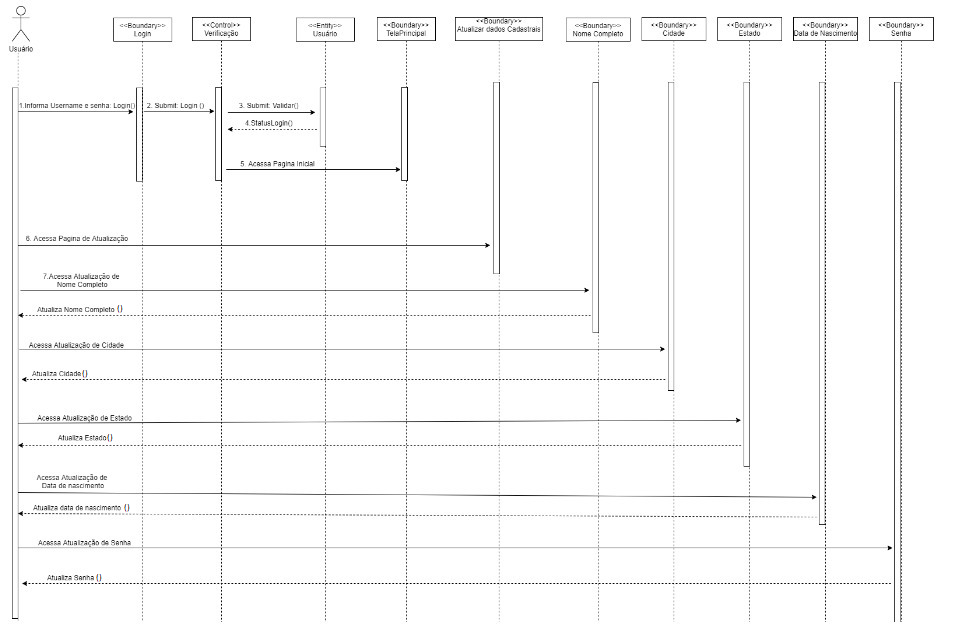 Usuário
<<Boundary>>
Login
<<Control>>
Verificação
<<Entity>>
Usuário
<<Boundary>>
TelaPrincipal
<<Boundary>>
Atualizar dados Cadastrais
<<Boundary>>
Nome Completo
<<Boundary>>
Cidade
<<Boundary>>
Estado
<<Boundary>>
Data de Nascimento
<<Boundary>>
Senha
1.Informa Username e senha: Login()
2. Submit: Login ()
3. Submit: Validar()
4.StatusLogin()
5. Acessa Pagina Inicial
6. Acessa Pagina de Atualização
7.Acessa Atualização de
Nome Completo
Atualiza Nome Completo {}
Acessa Atualização de Cidade
Atualiza Cidade{}
Acessa Atualização de Estado
Atualiza Estado{}
Acessa Atualização de
Data de nascimento
Atualiza data de nascimento {}
Acessa Atualização de Senha
Atualiza Senha {}